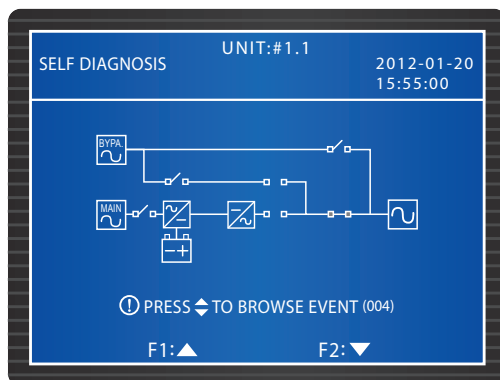 UNIT:#1.1
SELF DIAGNOSIS
2012-01-20
15:55:00
BYPA.
MAIN
PRESS TO BROWSE EVENT (004)
F1: F2: